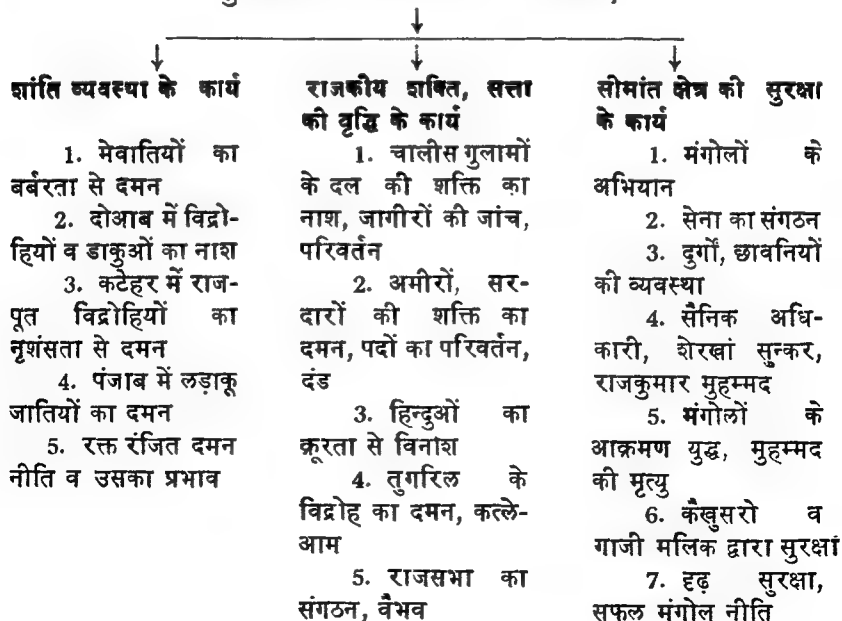 शांति व्यवस्था के कार्य
1. मेवातियों का
बर्बरता से दमन
2. दोआब में विद्रो-
हियों व डाकुओं का नाश
3. कटेहर में राज-
पूत विद्रोहियों का
नृशंसता से दमन
4. पंजाब में लड़ाकू
जातियों का दमन
5. रक्त रंजित दमन
नीति व उसका प्रभाव
राजकीय शक्ति, सत्ता
की वृद्धि के कार्य
1. चालीस गुलामों
के दल की शक्ति का
नाश, जागीरों की जांच,
परिवर्तन
2. अमीरों, सर-
दारों की शक्ति का
दमन, पदों का परिवर्तन,
दंड
3. हिन्दुओं का
क्रूरता से विनाश
4. तुगरिल के
विद्रोह का दमन, कत्ले-
आम
5. राजसभा का
संगठन, वैभव
सीमांत क्षेत्र की सुरक्षा
के कार्य
1. मंगोलों के
अभियान
2. सेना का संगठन
3. दुर्गों, छावनियों
की व्यवस्था
4. सैनिक अधि-
कारी, शेरखां सुन्कर,
राजकुमार मुहम्मद
5. मंगोलों के
आक्रमण युद्ध, मुहम्मद
की मृत्यु
6. कैखुसरो व
गाजी मलिक द्वारा सुरक्षा
7. दृढ़ सुरक्षा,
सफल मंगोल नीति